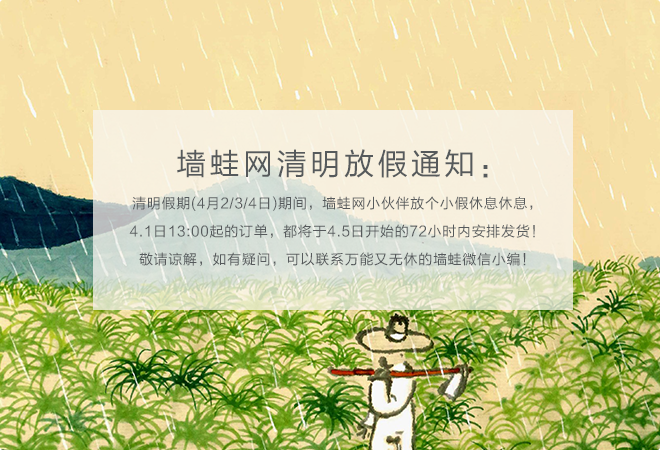 墙蛙网清明放假通知：
清明假期(4月2/3/4日)期间，墙蛙网小伙伴放个小假休息休息，
4.1日13:00起的订单，都将于4.5日开始的72小时内安排发货！
敬请谅解，如有疑问，可以联系万能又无休的墙蛙微信小编！